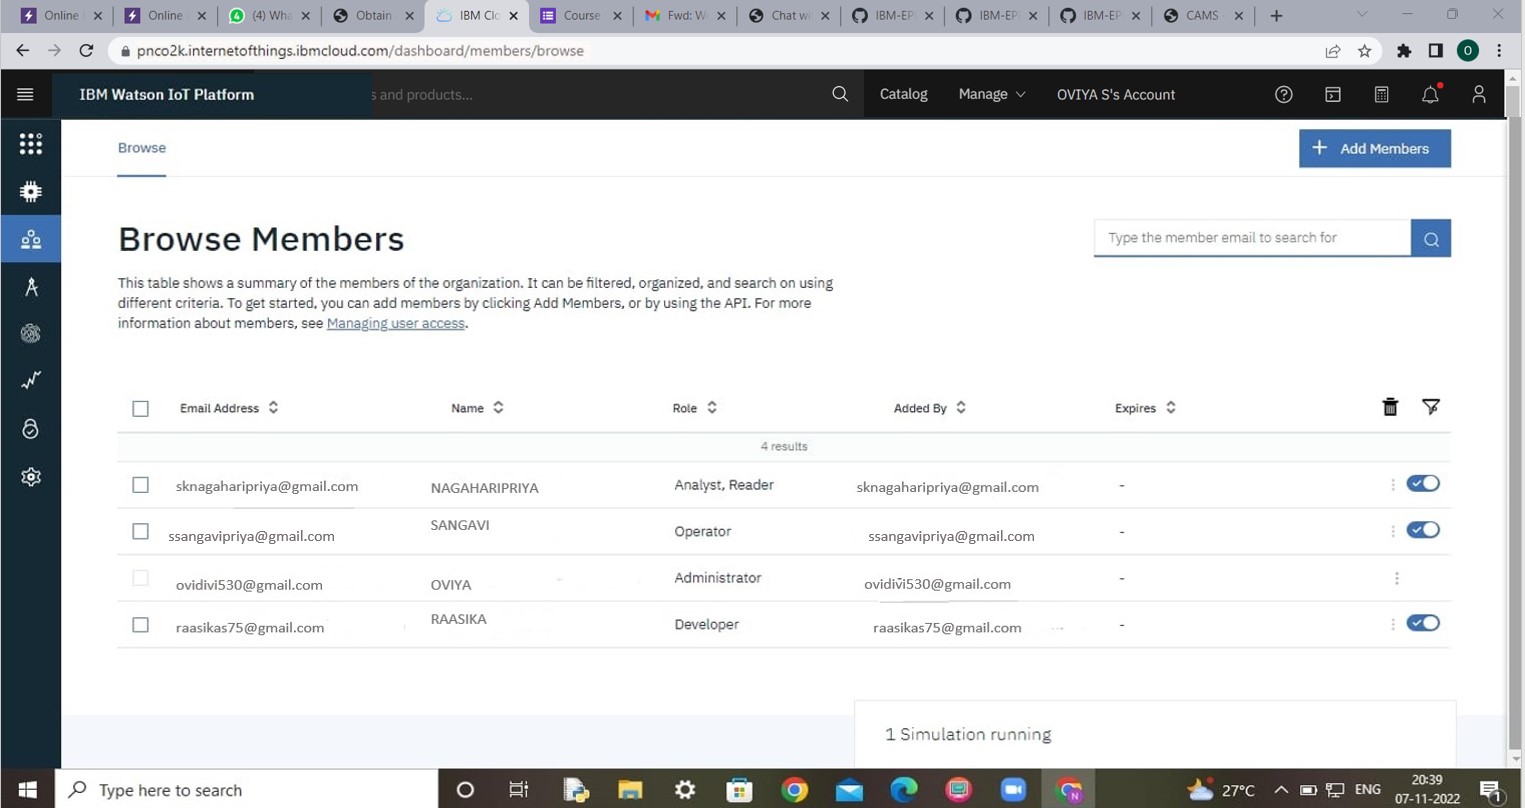 Online
Online
(4) Wha
Obtain
IBM Clo
Course
Fwd: W
Chat wi
IBM-EP
IBM-EP
IBM-EP
CAMS -
pnco2k.internetofthings.ibmcloud.com/dashboard/members/browse
O
IBM Watson IoT Platform
s and products...
Catalog
Manage
OVIYA S's Account
Browse
+ Add Members
Browse Members
Type the member email to search for
This table shows a summary of the members of the organization. It can be filtered, organized, and search on using
different criteria. To get started, you can add members by clicking Add Members, or by using the API. For more
information about members, see Managing user access.
Email Address Name Role Added By Expires
4 results
sknagaharipriya@gmail.com NAGAHARIPRIYA Analyst, Reader sknagaharipriya@gmail.com -
ssangavipriya@gmail.com SANGAVI Operator ssangavipriya@gmail.com -
ovidivi530@gmail.com OVIYA Administrator ovidivi530@gmail.com -
raasikas75@gmail.com RAASIKA Developer raasikas75@gmail.com -
1 Simulation running
Type here to search
N
27°C
ENG
20:39
07-11-2022
1